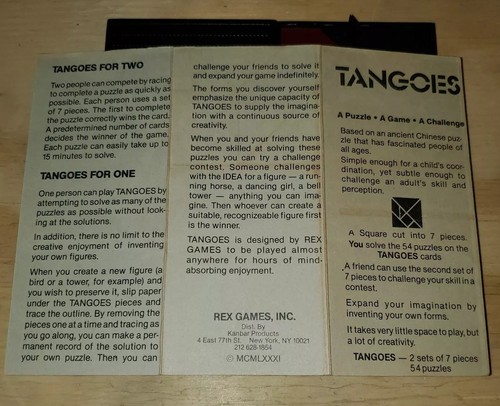 TANGOES FOR TWO
Two people can compete by racing
to complete a puzzle as quickly as
possible. Each person uses a set
of 7 pieces. The first to complete
the puzzle correctly wins the card.
A predetermined number of cards
decides the winner of the game.
Each puzzle can easily take up to
15 minutes to solve.
TANGOES FOR ONE
One person can play TANGOES by
attempting to solve as many of the
puzzles as possible without look-
ing at the solutions.
In addition, there is no limit to the
creative enjoyment of inventing
your own figures.
When you create a new figure (a
bird or a tower, for example) and
you wish to preserve it, slip paper
under the TANGOES pieces and
trace the outline. By removing the
pieces one at a time and tracing as
you go along, you can make a per-
manent record of the solution to
your own puzzle. Then you can
challenge your friends to solve it
and expand your game indefinitely.
The forms you discover yourself
emphasize the unique capacity of
TANGOES to supply the imagina-
tion with a continuous source of
creativity.
When you and your friends have
become skilled at solving these
puzzles you can try a challenge
contest. Someone challenges
with the IDEA for a figure — a run-
ning horse, a dancing girl, a bell
tower — anything you can ima-
gine. Then whoever can create a
suitable, recognizeable figure first
is the winner.
TANGOES is designed by REX
GAMES to be played almost
anywhere for hours of mind-
absorbing enjoyment.
REX GAMES, INC.
Dist. By
Kanbar Products
4 East 77th St. New York, NY 10021
212 628-1654
© MCMLXXXI
TANGOES
A Puzzle • A Game • A Challenge
Based on an ancient Chinese puz-
zle that has fascinated people of
all ages.
Simple enough for a child's coor-
dination, yet subtle enough to
challenge an adult's skill and
perception.
A Square cut into 7 pieces.
You solve the 54 puzzles on the
TANGOES cards
A friend can use the second set of
7 pieces to challenge your skill in a
contest.
Expand your imagination by
inventing your own forms.
It takes very little space to play, but
a lot of creativity.
TANGOES — 2 sets of 7 pieces
54 puzzles